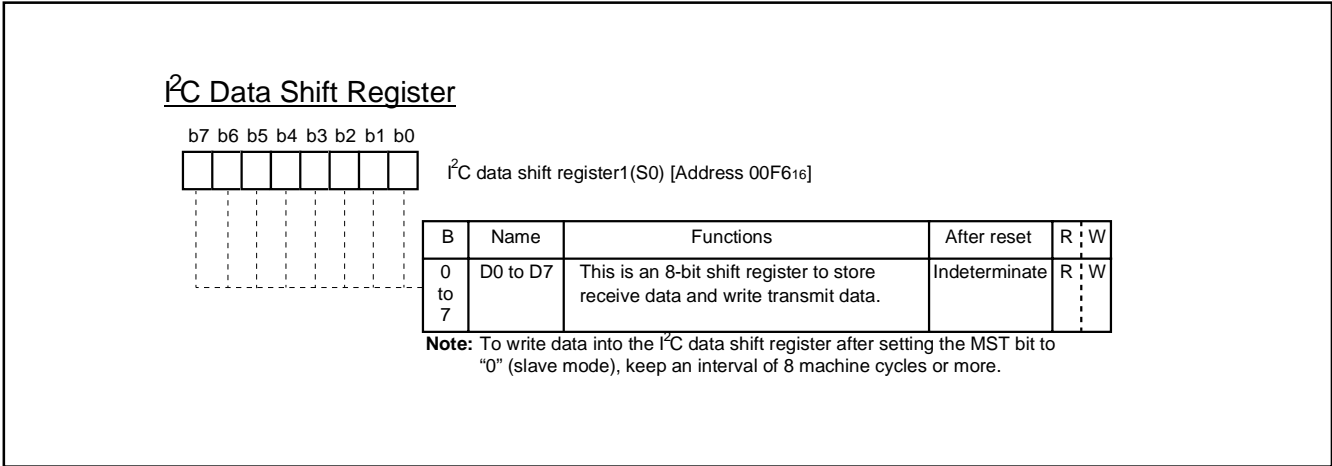 I²C Data Shift Register
b7 b6 b5 b4 b3 b2 b1 b0
I²C data shift register1(S0) [Address 00F6₁₆]
B Name Functions After reset R W
0 to 7 D0 to D7 This is an 8-bit shift register to store Indeterminate R W
receive data and write transmit data.
Note: To write data into the I²C data shift register after setting the MST bit to
“0” (slave mode), keep an interval of 8 machine cycles or more.